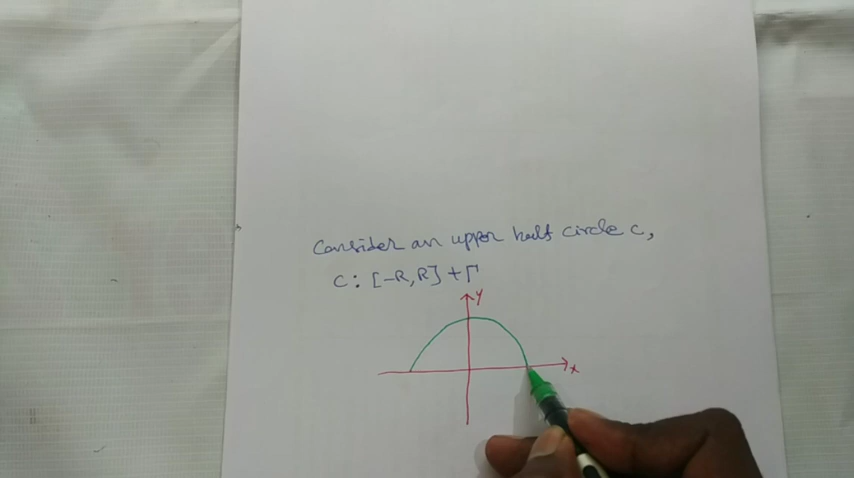 Consider an upper half circle C,
C: [-R, R] + Γ
y
x